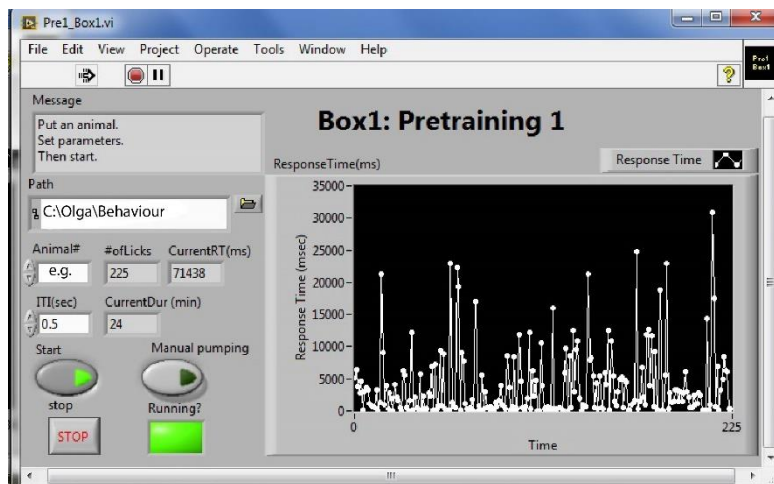 Pre1_Box1.vi
File Edit View Project Operate Tools Window Help
Pre1
Box1
Message
Put an animal.
Set parameters.
Then start.
Box1: Pretraining 1
ResponseTime(ms)
Response Time
Path
C:\Olga\Behaviour
Animal# #ofLicks CurrentRT(ms)
e.g. 225 71438
ITI(sec) CurrentDur (min)
0.5 24
Start Manual pumping
stop Running?
STOP
Response Time (msec)
35000
30000
25000
20000
15000
10000
5000
0
0 225
Time